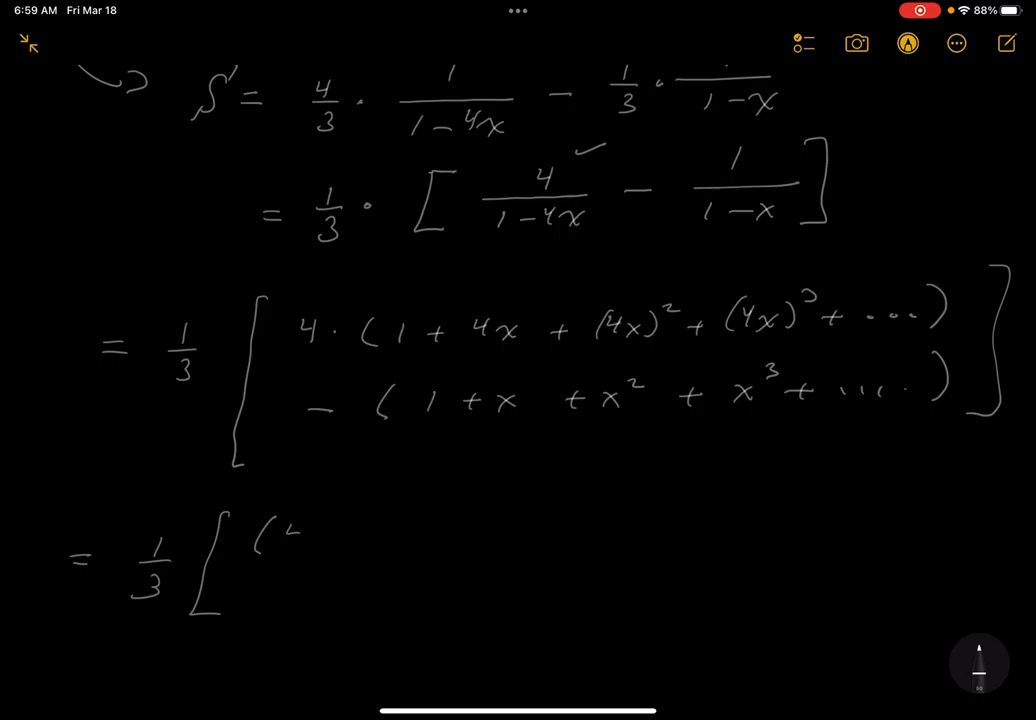 6:59 AM Fri Mar 18 88%
S = 4/3 · 1/(1 - 4x) - 1/3 · /(1 - x)
= 1/3 · [ 4/(1 - 4x) - 1/(1 - x) ]
= 1/3 [ 4 · (1 + 4x + (4x)² + (4x)³ + ....)
- (1 + x + x² + x³ + ....) ]
= 1/3 [ (4